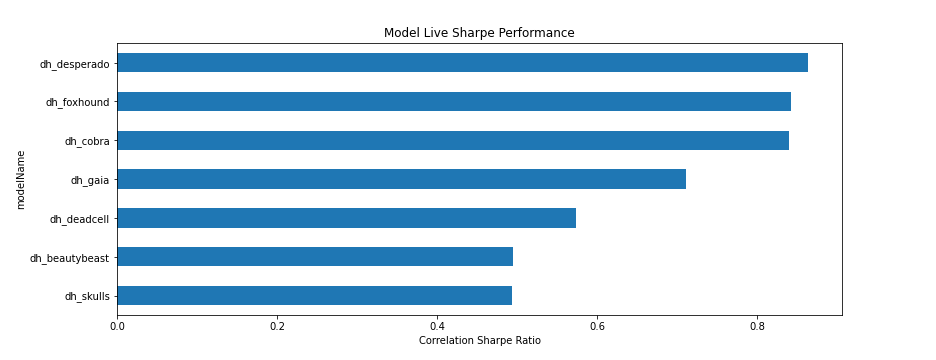 Model Live Sharpe Performance
modelName
dh_desperado
dh_foxhound
dh_cobra
dh_gaia
dh_deadcell
dh_beautybeast
dh_skulls
0.0 0.2 0.4 0.6 0.8
Correlation Sharpe Ratio